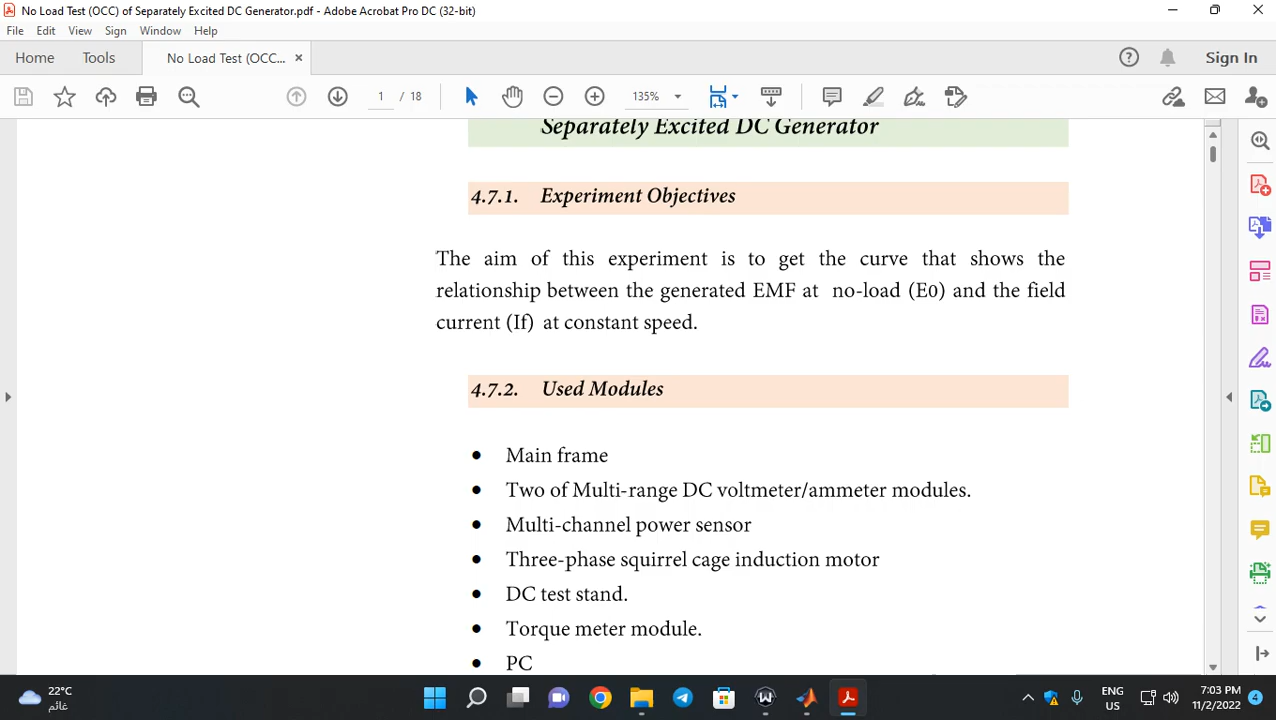 No Load Test (OCC) of Separately Excited DC Generator.pdf - Adobe Acrobat Pro DC (32-bit)
File Edit View Sign Window Help
Home Tools No Load Test (OCC... × Sign In
1 / 18 135%
Separately Excited DC Generator
4.7.1. Experiment Objectives
The aim of this experiment is to get the curve that shows the
relationship between the generated EMF at no-load (E0) and the field
current (If) at constant speed.
4.7.2. Used Modules
• Main frame
• Two of Multi-range DC voltmeter/ammeter modules.
• Multi-channel power sensor
• Three-phase squirrel cage induction motor
• DC test stand.
• Torque meter module.
• PC
22°C
غائم
ENG
US
7:03 PM
11/2/2022
4